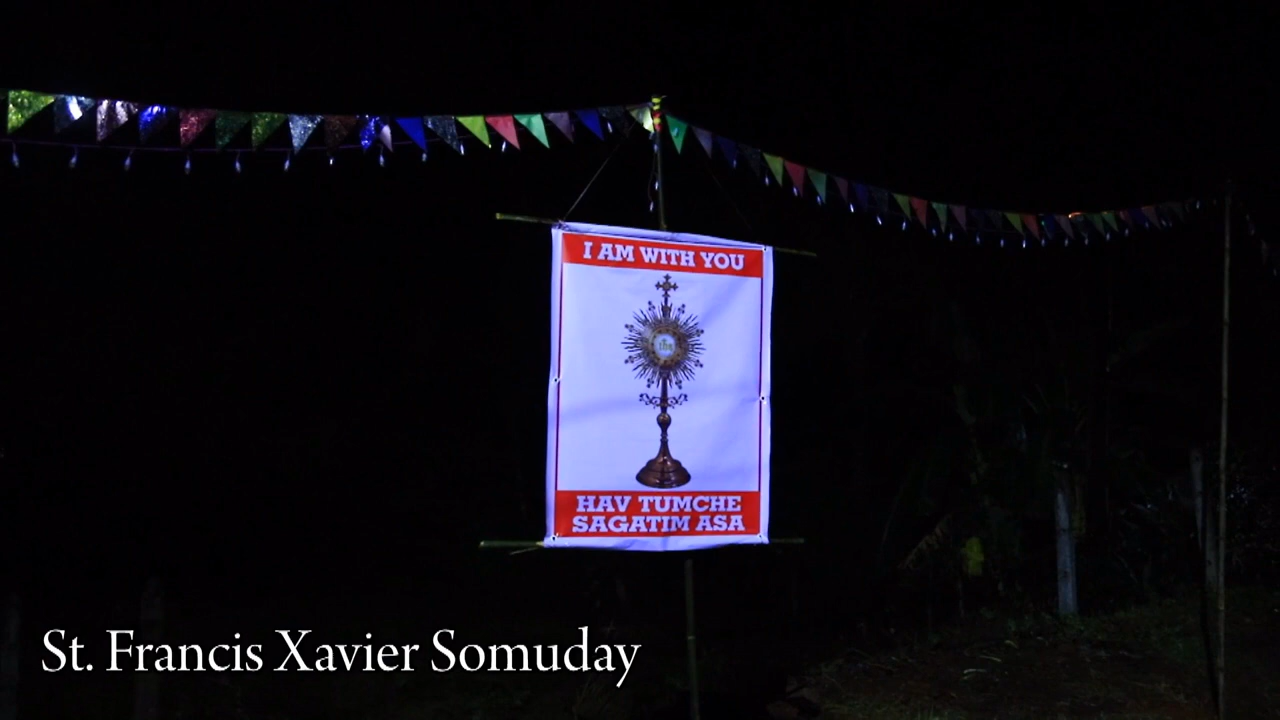 I AM WITH YOU
IHS
HAV TUMCHE
SAGATIM ASA
St. Francis Xavier Somuday